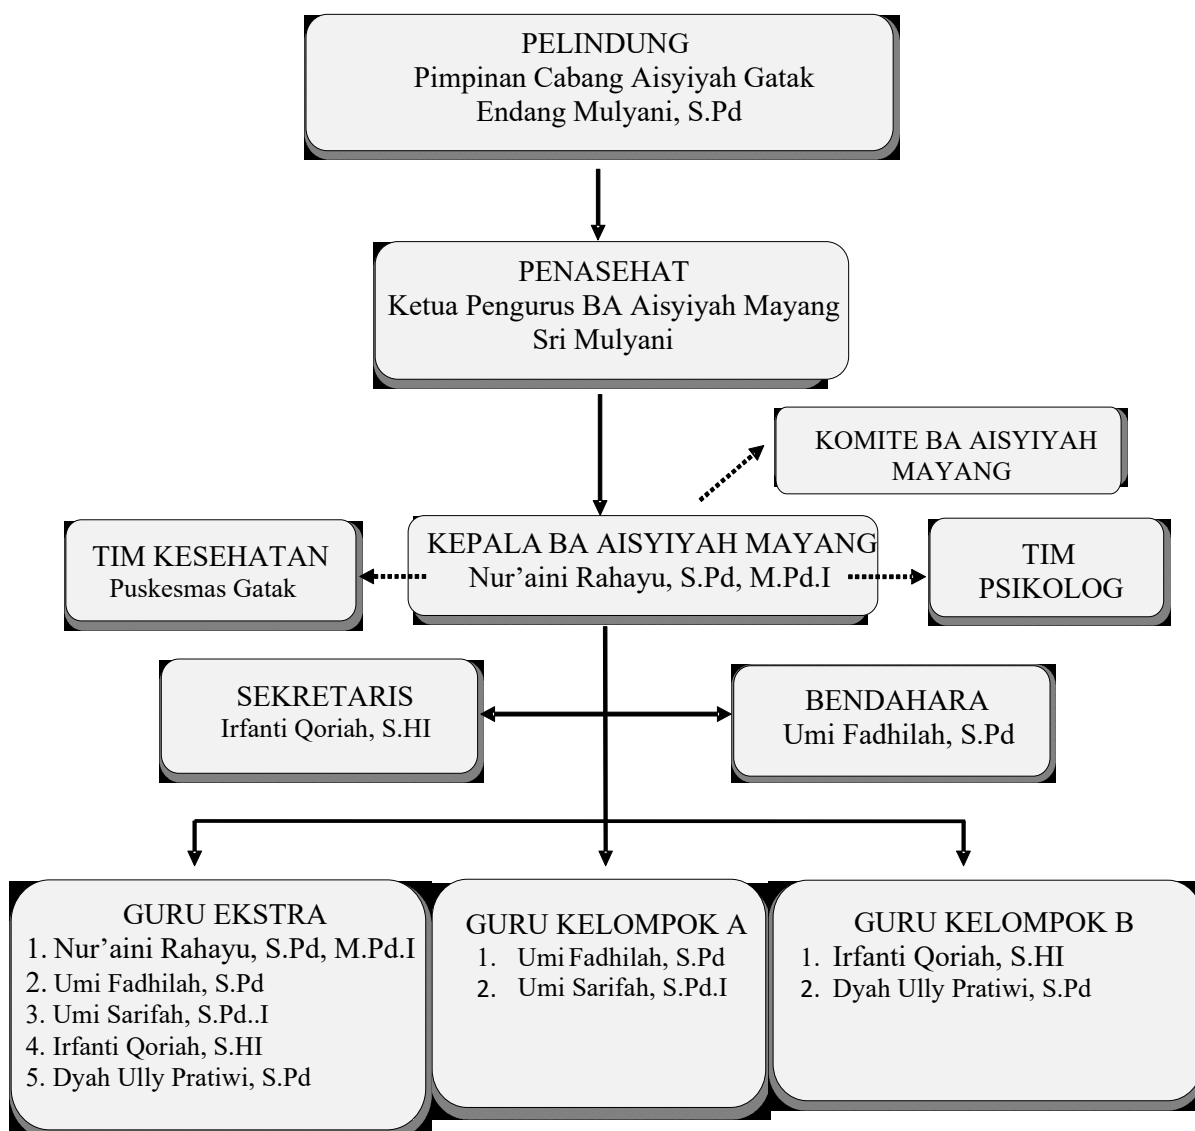 PELINDUNG
Pimpinan Cabang Aisyiyah Gatak
Endang Mulyani, S.Pd
PENASEHAT
Ketua Pengurus BA Aisyiyah Mayang
Sri Mulyani
KOMITE BA AISYIYAH
MAYANG
TIM KESEHATAN
Puskesmas Gatak
KEPALA BA AISYIYAH MAYANG
Nur’aini Rahayu, S.Pd, M.Pd.I
TIM
PSIKOLOG
SEKRETARIS
Irfanti Qoriah, S.HI
BENDAHARA
Umi Fadhilah, S.Pd
GURU EKSTRA
1. Nur’aini Rahayu, S.Pd, M.Pd.I
2. Umi Fadhilah, S.Pd
3. Umi Sarifah, S.Pd..I
4. Irfanti Qoriah, S.HI
5. Dyah Ully Pratiwi, S.Pd
GURU KELOMPOK A
1. Umi Fadhilah, S.Pd
2. Umi Sarifah, S.Pd.I
GURU KELOMPOK B
1. Irfanti Qoriah, S.HI
2. Dyah Ully Pratiwi, S.Pd